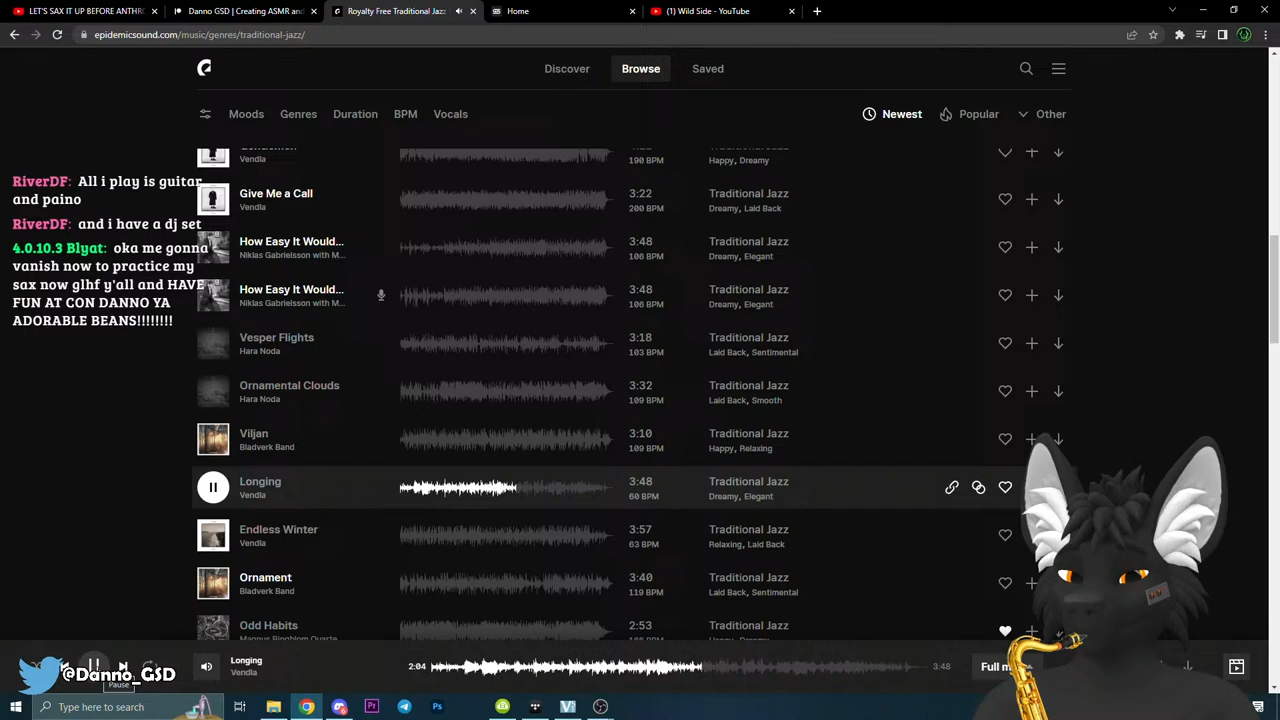 LET'S SAX IT UP BEFORE ANTHR
Danno GSD | Creating ASMR and
Royalty Free Traditional Jazz
Home
(1) Wild Side - YouTube
epidemicsound.com/music/genres/traditional-jazz/
Discover
Browse
Saved
Moods
Genres
Duration
BPM
Vocals
Newest
Popular
Other
Vendla
190 BPM
Happy, Dreamy
Give Me a Call
Vendla
3:22
200 BPM
Traditional Jazz
Dreamy, Laid Back
How Easy It Would...
Niklas Gabrielsson with M...
3:48
106 BPM
Traditional Jazz
Dreamy, Elegant
How Easy It Would...
Niklas Gabrielsson with M...
3:48
106 BPM
Traditional Jazz
Dreamy, Elegant
Vesper Flights
Hara Noda
3:18
103 BPM
Traditional Jazz
Laid Back, Sentimental
Ornamental Clouds
Hara Noda
3:32
109 BPM
Traditional Jazz
Laid Back, Smooth
Viljan
Bladverk Band
3:10
109 BPM
Traditional Jazz
Happy, Relaxing
Longing
Vendla
3:48
60 BPM
Traditional Jazz
Dreamy, Elegant
Endless Winter
Vendla
3:57
63 BPM
Traditional Jazz
Relaxing, Laid Back
Ornament
Bladverk Band
3:40
119 BPM
Traditional Jazz
Laid Back, Sentimental
Odd Habits
2:53
Traditional Jazz
RiverDF: All i play is guitar
and paino
RiverDF: and i have a dj set
4.0.10.3 Blyat: oka me gonna
vanish now to practice my
sax now glhf y'all and HAVE
FUN AT CON DANNO YA
ADORABLE BEANS!!!!!!!!
Longing
Vendla
2:04
3:48
Full m
@Danno_GSD
Pause
Type here to search